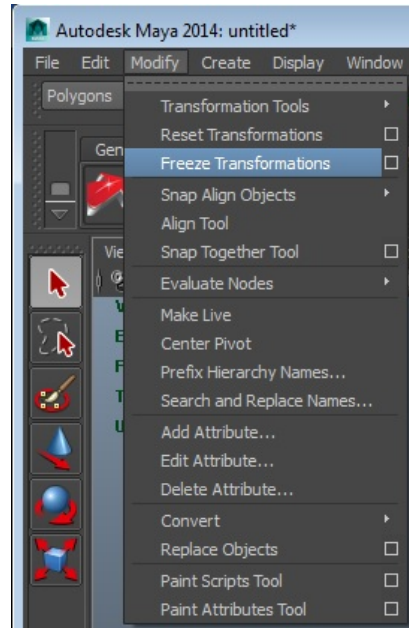 Autodesk Maya 2014: untitled*
File Edit Modify Create Display Window
Polygons
Transformation Tools
Reset Transformations
Gen
Freeze Transformations
Snap Align Objects
Align Tool
Vie
Snap Together Tool
Evaluate Nodes
Make Live
Center Pivot
Prefix Hierarchy Names...
Search and Replace Names...
Add Attribute...
Edit Attribute...
Delete Attribute...
Convert
Replace Objects
Paint Scripts Tool
Paint Attributes Tool